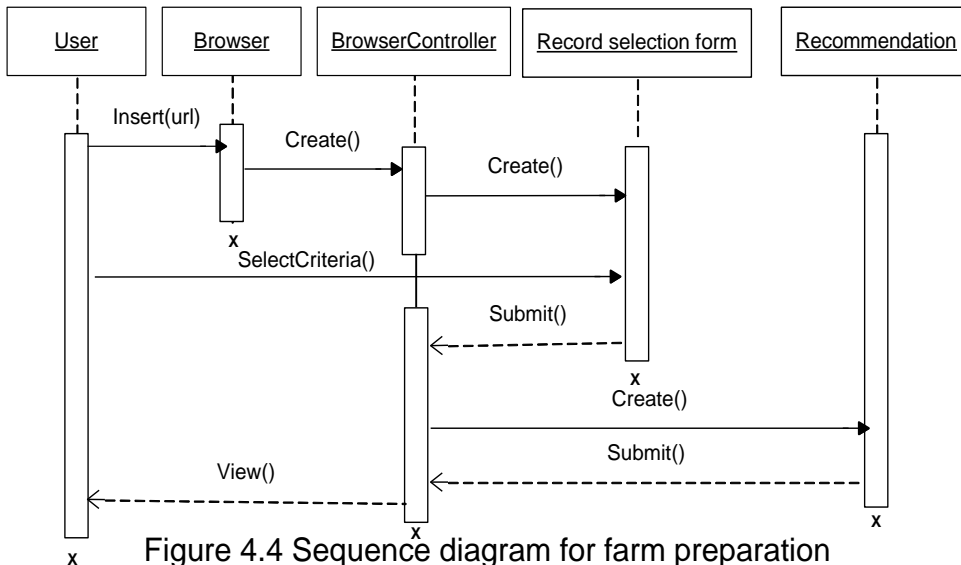 User
Browser
BrowserController
Record selection form
Recommendation
Insert(url)
Create()
Create()
x
SelectCriteria()
Submit()
x
Create()
Submit()
View()
x
x
x
Figure 4.4 Sequence diagram for farm preparation